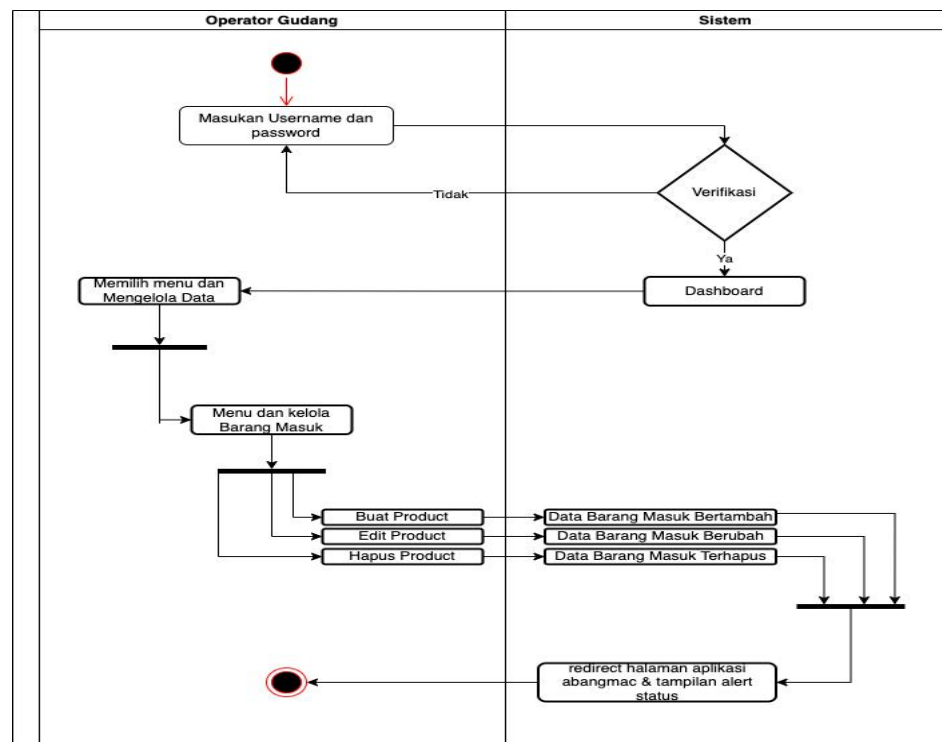 Operator Gudang
Sistem
Masukan Username dan
password
Verifikasi
Tidak
Ya
Memilih menu dan
Mengelola Data
Dashboard
Menu dan kelola
Barang Masuk
Buat Product
Data Barang Masuk Bertambah
Edit Product
Data Barang Masuk Berubah
Hapus Product
Data Barang Masuk Terhapus
redirect halaman aplikasi
abangmac & tampilan alert
status